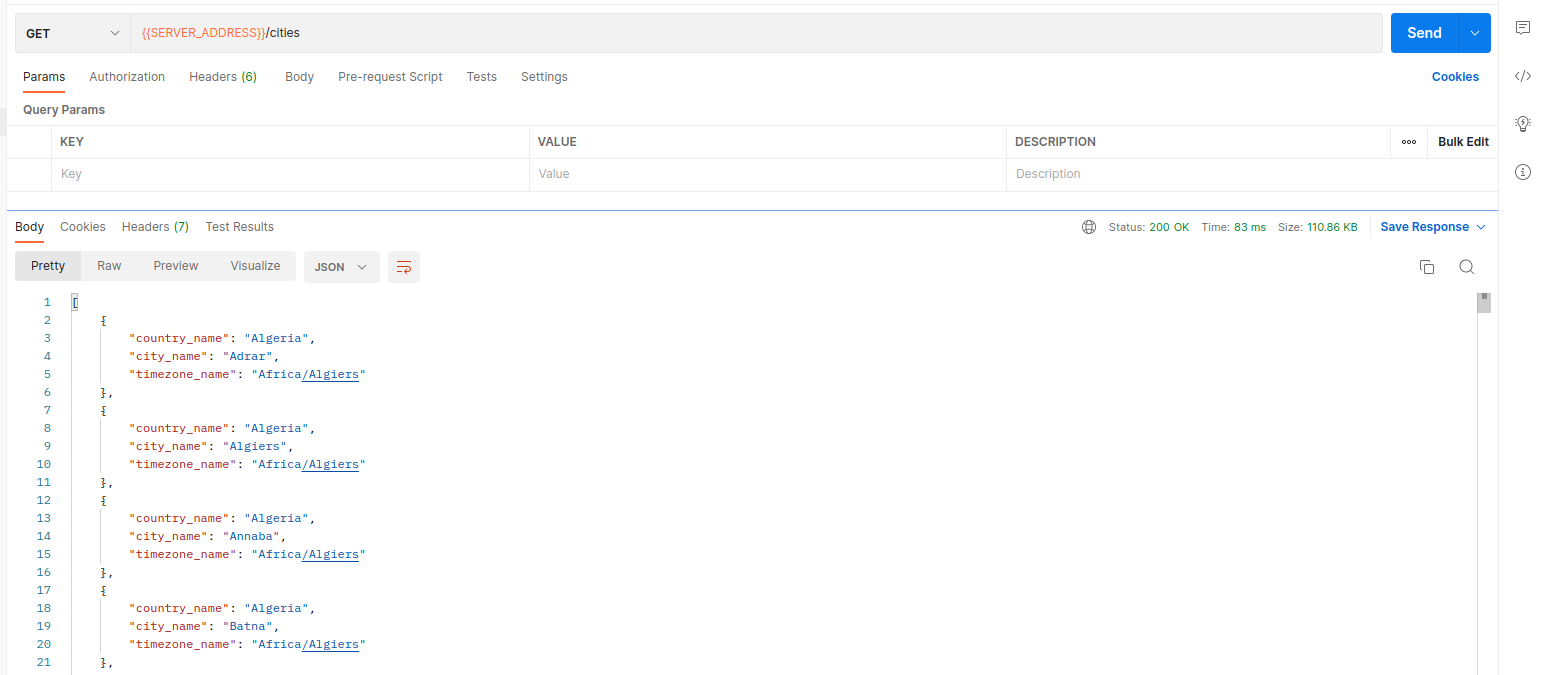 GET {{SERVER_ADDRESS}}/cities Send
Params Authorization Headers (6) Body Pre-request Script Tests Settings Cookies
Query Params
KEY VALUE DESCRIPTION Bulk Edit
Key Value Description
Body Cookies Headers (7) Test Results Status: 200 OK Time: 83 ms Size: 110.86 KB Save Response
Pretty Raw Preview Visualize JSON
1 [
2 {
3 "country_name": "Algeria",
4 "city_name": "Adrar",
5 "timezone_name": "Africa/Algiers"
6 },
7 {
8 "country_name": "Algeria",
9 "city_name": "Algiers",
10 "timezone_name": "Africa/Algiers"
11 },
12 {
13 "country_name": "Algeria",
14 "city_name": "Annaba",
15 "timezone_name": "Africa/Algiers"
16 },
17 {
18 "country_name": "Algeria",
19 "city_name": "Batna",
20 "timezone_name": "Africa/Algiers"
21 },